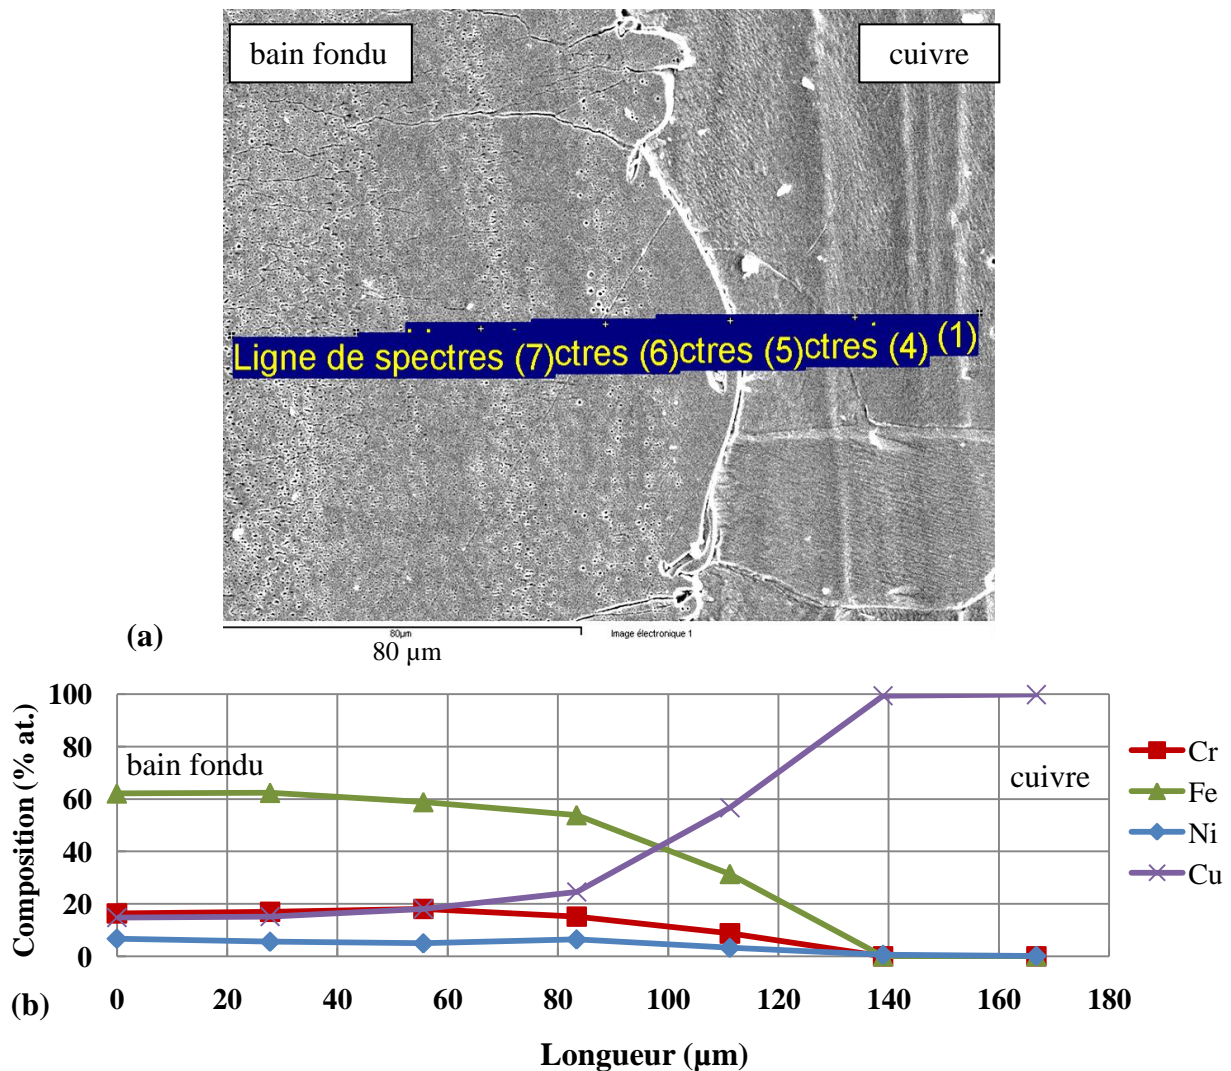 bain fondu
cuivre
Ligne de spectres (7)ctres (6)ctres (5)ctres (4) (1)
(a)
80µm
Image électronique 1
80 µm
Composition (% at.)
100
80
60
40
20
0
bain fondu
cuivre
Cr
Fe
Ni
Cu
(b)
0 20 40 60 80 100 120 140 160 180
Longueur (µm)